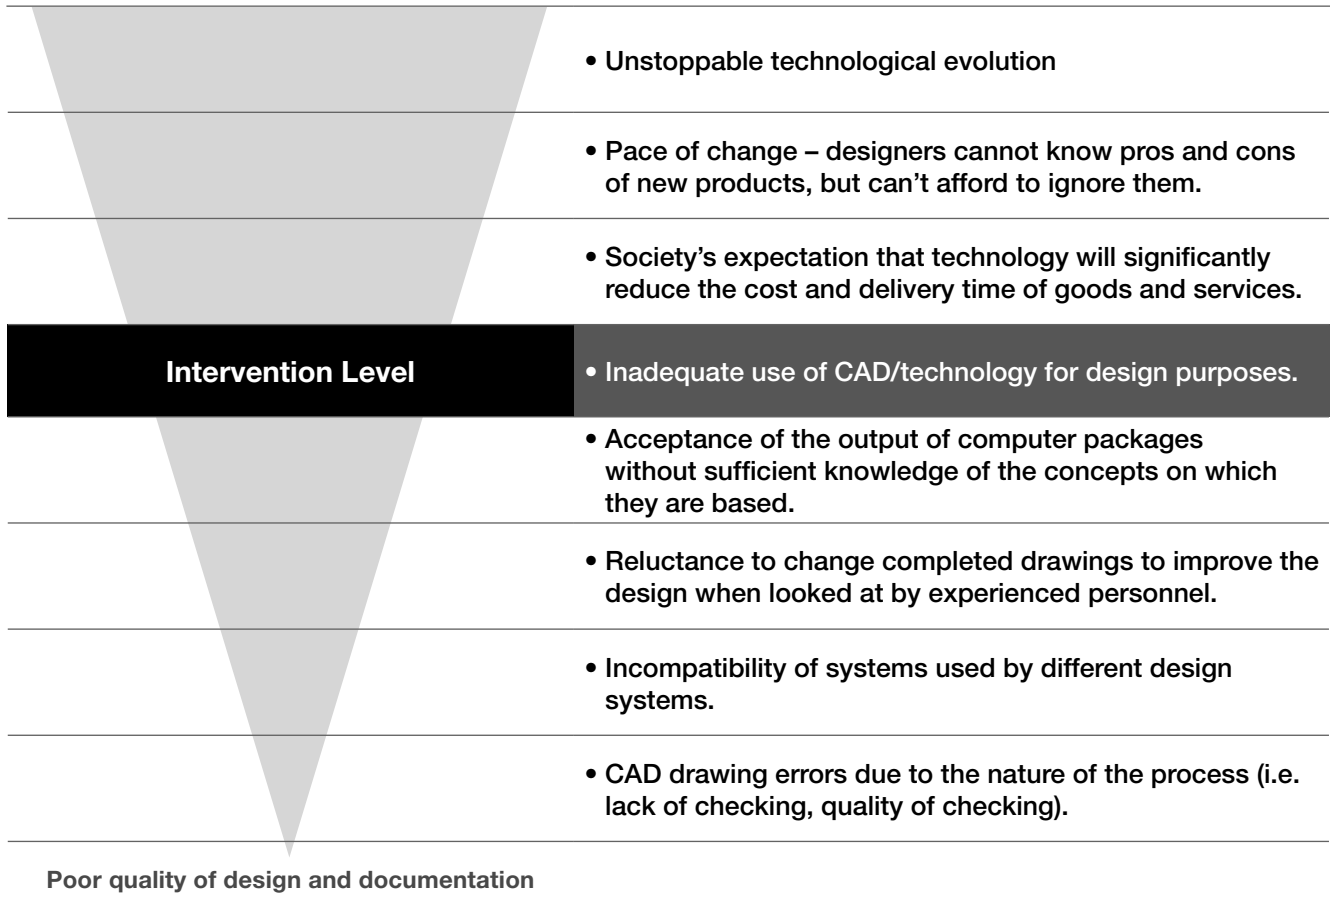 • Unstoppable technological evolution
• Pace of change – designers cannot know pros and cons
of new products, but can’t afford to ignore them.
• Society’s expectation that technology will significantly
reduce the cost and delivery time of goods and services.
Intervention Level
• Inadequate use of CAD/technology for design purposes.
• Acceptance of the output of computer packages
without sufficient knowledge of the concepts on which
they are based.
• Reluctance to change completed drawings to improve the
design when looked at by experienced personnel.
• Incompatibility of systems used by different design
systems.
• CAD drawing errors due to the nature of the process (i.e.
lack of checking, quality of checking).
Poor quality of design and documentation